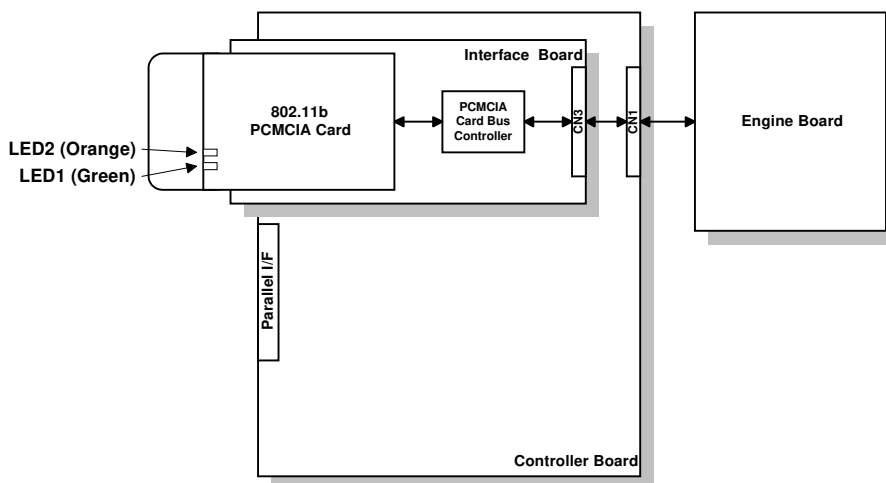 Interface Board
802.11b
PCMCIA Card
PCMCIA
Card Bus
Controller
CN3
CN1
Engine Board
LED2 (Orange)
LED1 (Green)
Parallel I/F
Controller Board